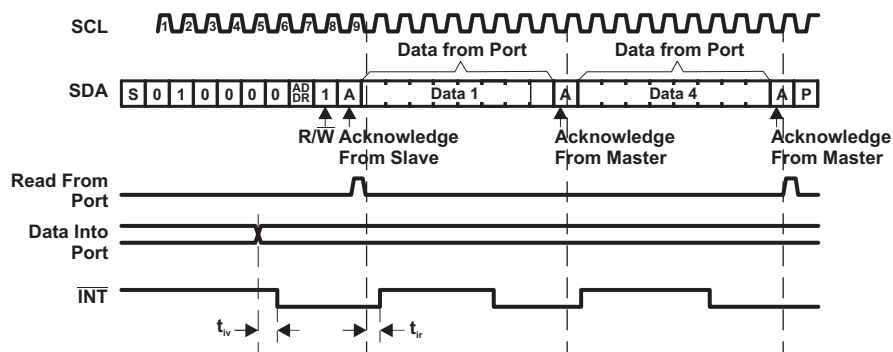 SCL
1 2 3 4 5 6 7 8 9
Data from Port
Data from Port
SDA
S 0 1 0 0 0 0 AD DR 1 A Data 1 A Data 4 A P
R/W Acknowledge From Slave
Acknowledge From Master
Acknowledge From Master
Read From Port
Data Into Port
INT
tiv
tir